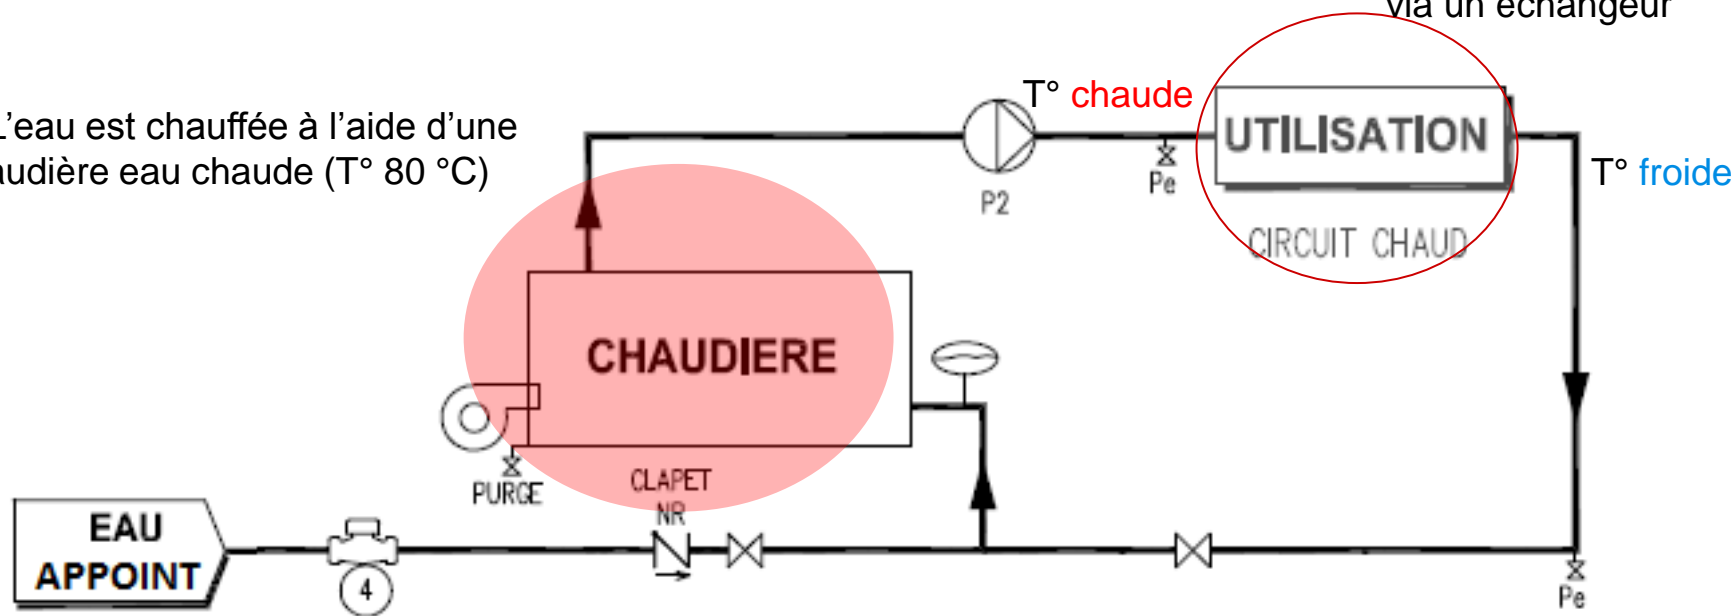 via un échangeur
L’eau est chauffée à l’aide d’une
audière eau chaude (T° 80 °C)
T° chaude
UTILISATION
T° froide
Pe
P2
CIRCUIT CHAUD
CHAUDIERE
PURGE
CLAPET
NR
EAU
APPOINT
4
Pe